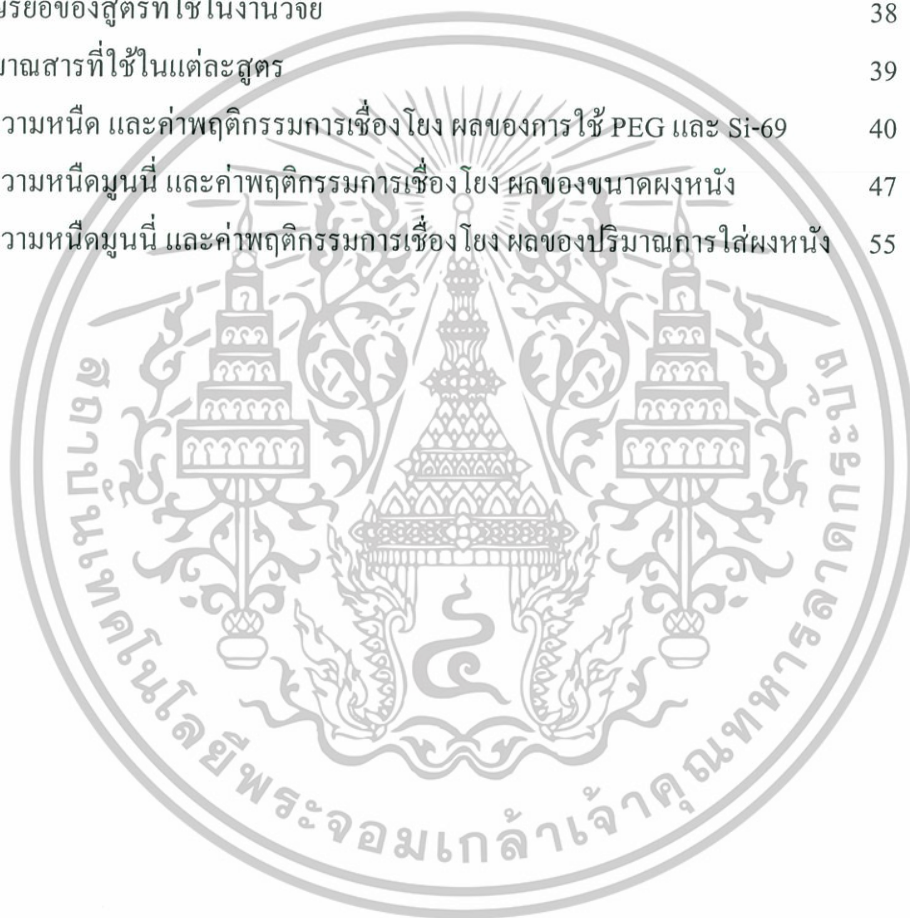 ษรย่อของสูตรที่ใช้ในงานวิจัย 38
มาณสารที่ใช้ในแต่ละสูตร 39
วามหนืด และค่าพฤติกรรมการเชื่องโยง ผลของการใช้ PEG และ Si-69 40
วามหนืดมูนนี่ และค่าพฤติกรรมการเชื่องโยง ผลของขนาดผงหนัง 47
วามหนืดมูนนี่ และค่าพฤติกรรมการเชื่องโยง ผลของปริมาณการใส่ผงหนัง 55
๔
สถาบันเทคโนโลยีพระจอมเกล้าเจ้าคุณทหารลาดกระบัง